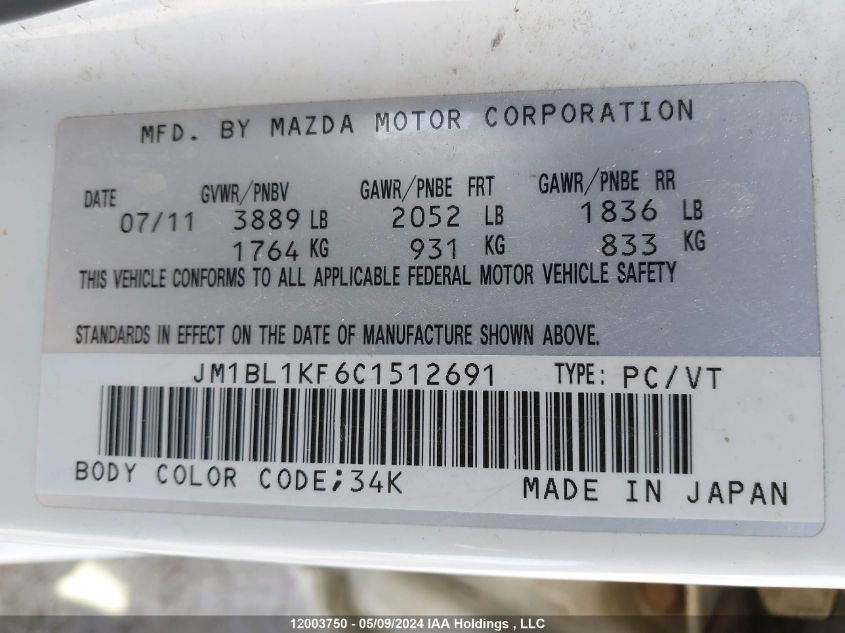 MFD. BY MAZDA MOTOR CORPORATION
DATE GVWR/PNBV GAWR/PNBE FRT GAWR/PNBE RR
07/11 3889 LB 2052 LB 1836 LB
1764 KG 931 KG 833 KG
THIS VEHICLE CONFORMS TO ALL APPLICABLE FEDERAL MOTOR VEHICLE SAFETY
STANDARDS IN EFFECT ON THE DATE OF MANUFACTURE SHOWN ABOVE.
JM1BL1KF6C1512691 TYPE: PC/VT
BODY COLOR CODE;34K MADE IN JAPAN
12003750 - 05/09/2024 IAA Holdings , LLC